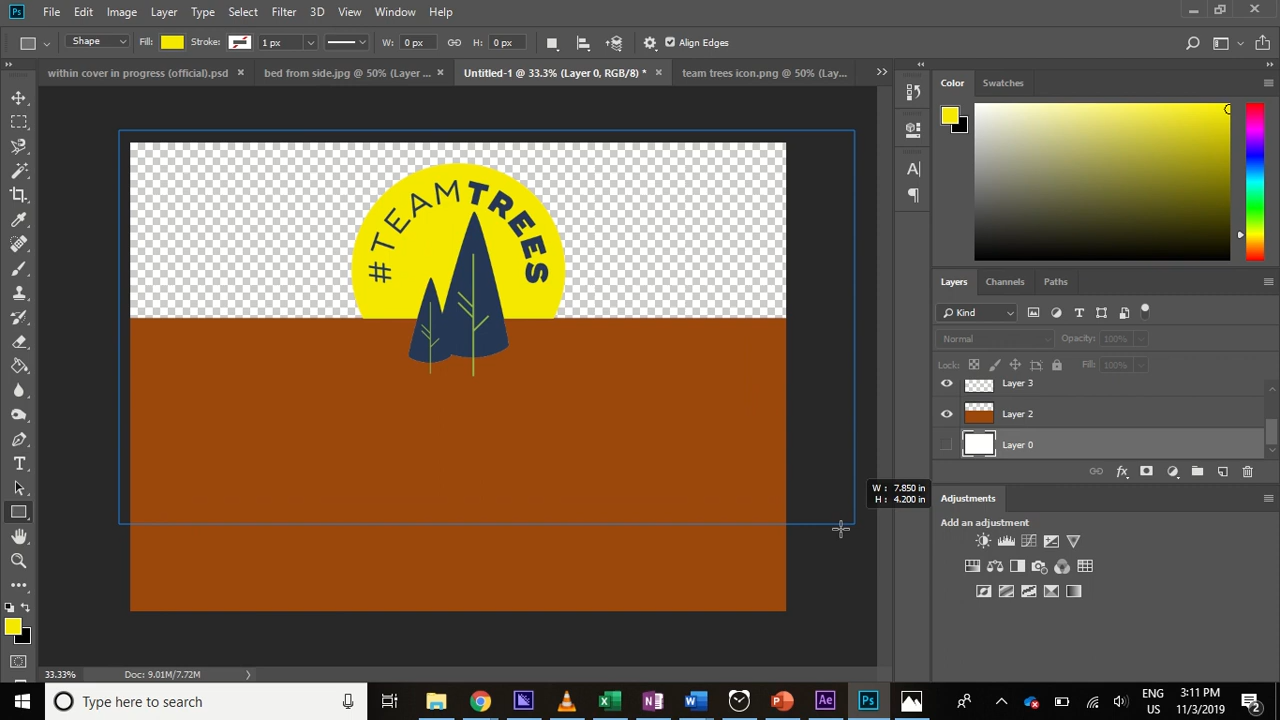 Ps File Edit Image Layer Type Select Filter 3D View Window Help
Shape Fill: Stroke: 1 px W: 0 px H: 0 px Align Edges
within cover in progress (official).psd × bed from side.jpg @ 50% (Layer ... × Untitled-1 @ 33.3% (Layer 0, RGB/8) * × team trees icon.png @ 50% (Lay...
Color Swatches
#TEAMTREES
Layers Channels Paths
Kind
Normal Opacity: 100%
Lock: Fill: 100%
Layer 3
Layer 2
Layer 0
fx
W : 7.850 in
H : 4.200 in
Adjustments
Add an adjustment
33.33% Doc: 9.01M/7.72M
Type here to search
Ae Ps
ENG
US
3:11 PM
11/3/2019
2